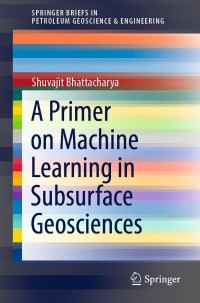 SPRINGER BRIEFS IN
PETROLEUM GEOSCIENCE & ENGINEERING
Shuvajit Bhattacharya
A Primer
on Machine
Learning in
Subsurface
Geosciences
Springer